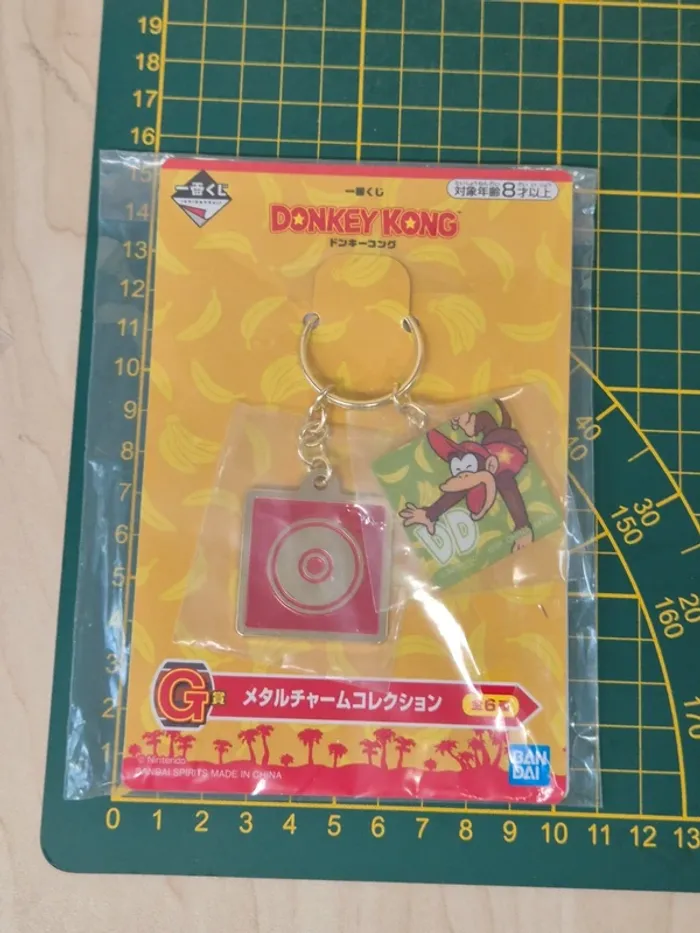 19
18
17
16
15
一番くじ
一番くじ
対象年齢8才以上
14
DONKEY KONG
ドンキーコング
13
12
11
10
9
8
7
6
5
4
3
2
1
40
40
30
150
20
160
DD
G賞
メタルチャームコレクション
全6種
© Nintendo
BANDAI SPIRITS MADE IN CHINA
BAN
DAI
0 1 2 3 4 5 6 7 8 9 10 11 12 13